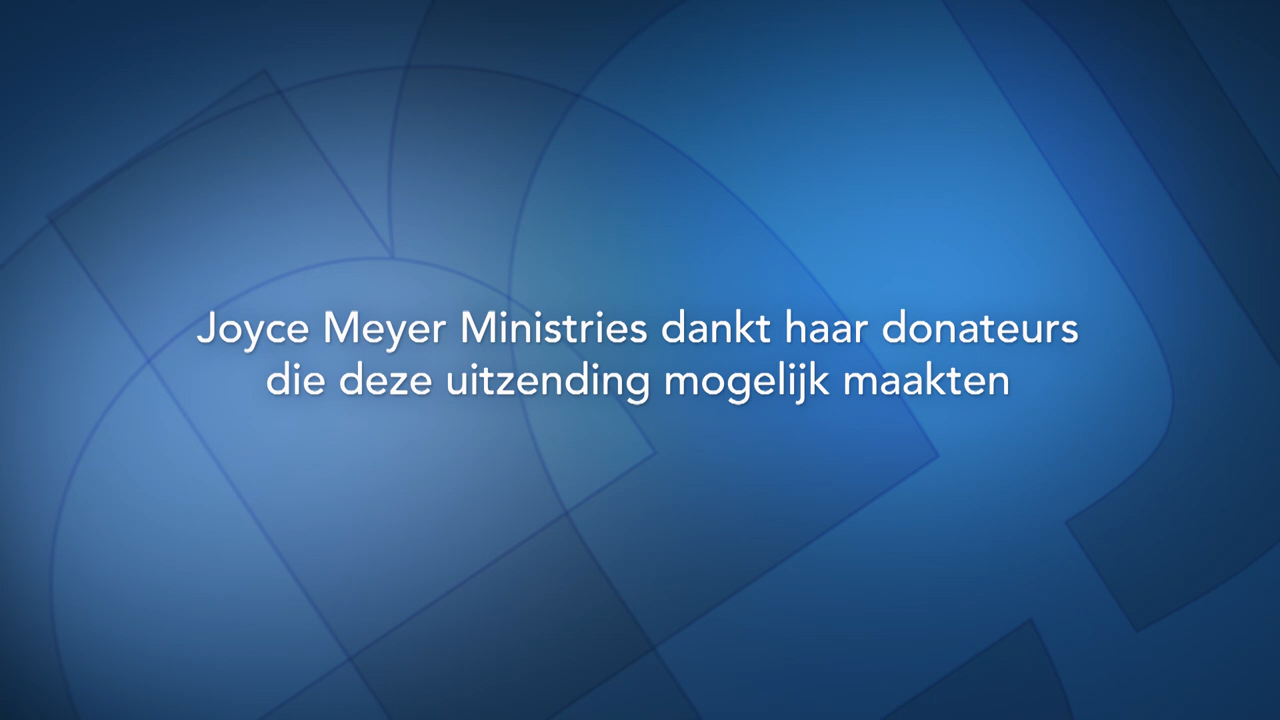 Joyce Meyer Ministries dankt haar donateurs
die deze uitzending mogelijk maakten